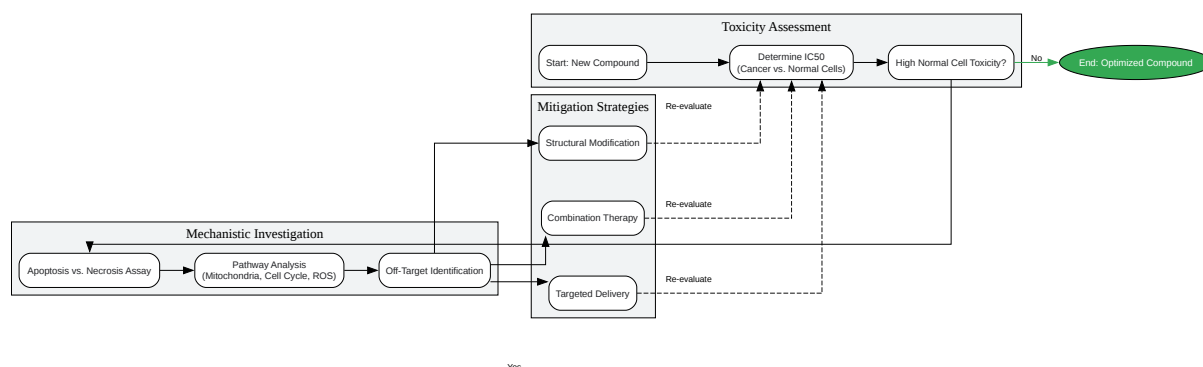 Toxicity Assessment
Start: New Compound
Determine IC50
(Cancer vs. Normal Cells)
High Normal Cell Toxicity?
No
End: Optimized Compound
Mitigation Strategies
Re-evaluate
Structural Modification
Re-evaluate
Combination Therapy
Mechanistic Investigation
Apoptosis vs. Necrosis Assay
Pathway Analysis
(Mitochondria, Cell Cycle, ROS)
Off-Target Identification
Re-evaluate
Targeted Delivery
Yes